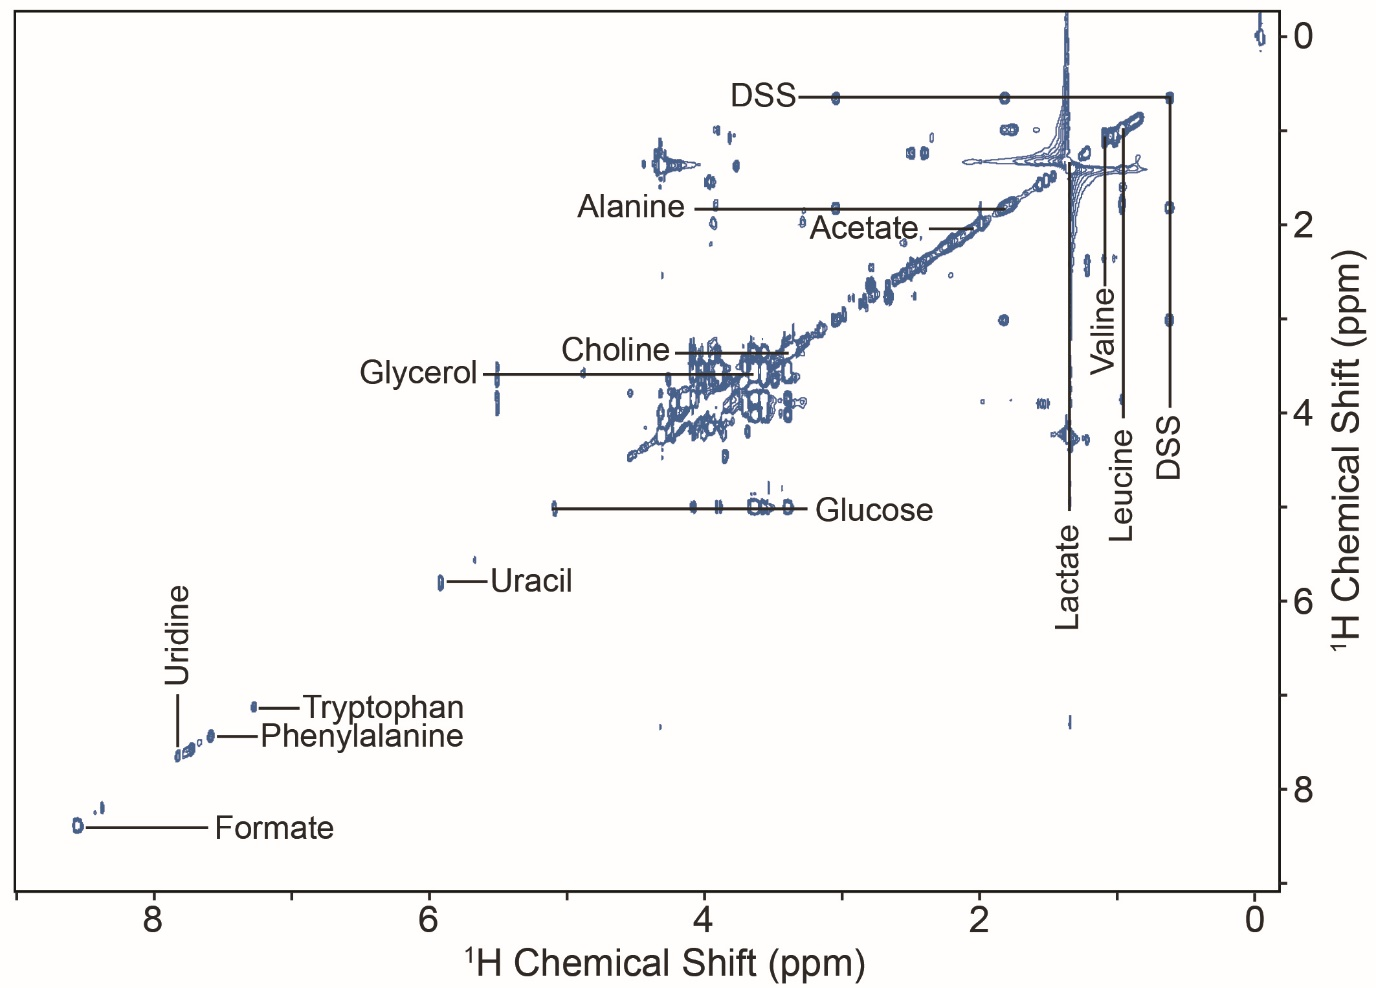 DSS
Alanine
Acetate
Choline
Glycerol
Glucose
Uracil
Uridine
Tryptophan
Phenylalanine
Formate
Lactate
Valine
Leucine
DSS
0
2
4
6
8
¹H Chemical Shift (ppm)
8
6
4
2
0
¹H Chemical Shift (ppm)